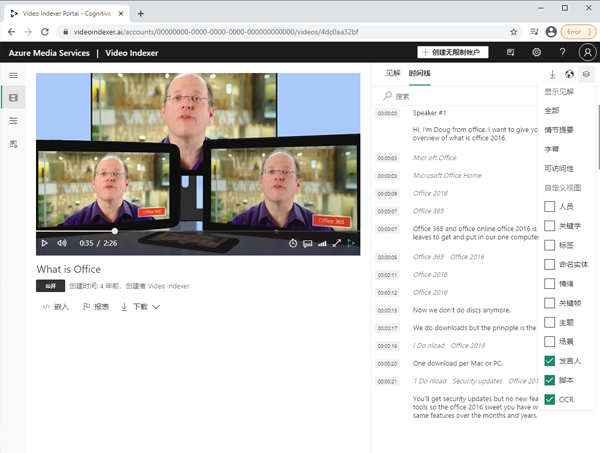 Video Indexer Portal - Cognitive
videoindexer.ai/accounts/00000000-0000-0000-0000-000000000000/videos/4dc0aa32bf
Error
Azure Media Services | Video Indexer
+ 创建无限制帐户
?
Office 365
Office 365
0:35 / 2:26
What is Office
公开 创建时间: 4 年前，创建者 Video Indexer
嵌入 报表 下载
见解 时间线
搜索
00:00:00 Speaker #1
Hi, I'm Doug from office. I want to give yo
overview of what is office 2016,
00:00:03 Micr oft Office
00:00:03 Microsoft Office Home
00:00:06 Office 2016
00:00:07 Office 365
00:00:07 Office 365 and office online office 2016 is
leaves to get and put in our one computer
00:00:08 Office 365 Office 2016
00:00:11 Office 2016
00:00:12 Office 2016
00:00:15 Now we don't do discs anymore.
00:00:17 We do downloads but the principle is the
00:00:19 I Do nload Office 2016
00:00:20 One download per Mac or PC.
00:00:21 1 Do nload Security updates Office 201
You'll get security updates but no new fea
tools so the office 2016 sweet you have w
same features over the months and years.
显示见解
全部
情节提要
字幕
可访问性
自定义视图
人员
关键字
标签
命名实体
情绪
关键帧
主题
场景
发言人
脚本
OCR